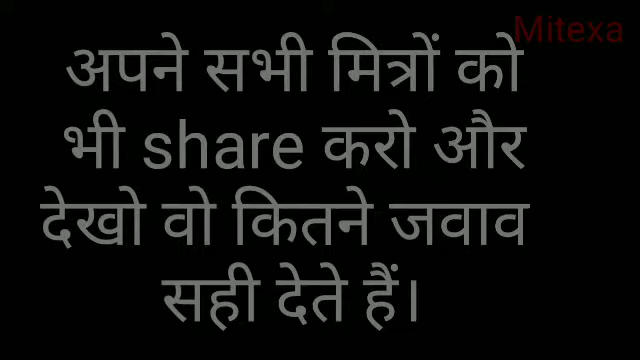 Mitexa
अपने सभी मित्रों को
भी share करो और
देखो वो कितने जवाव
सही देते हैं।